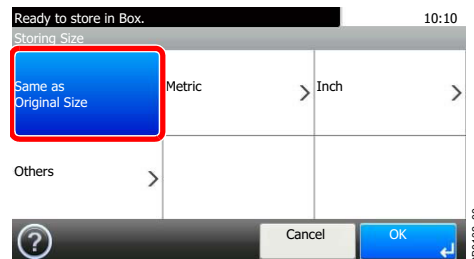 Ready to store in Box. 10:10
Storing Size
Same as
Original Size
Metric
Inch
Others
?
Cancel
OK